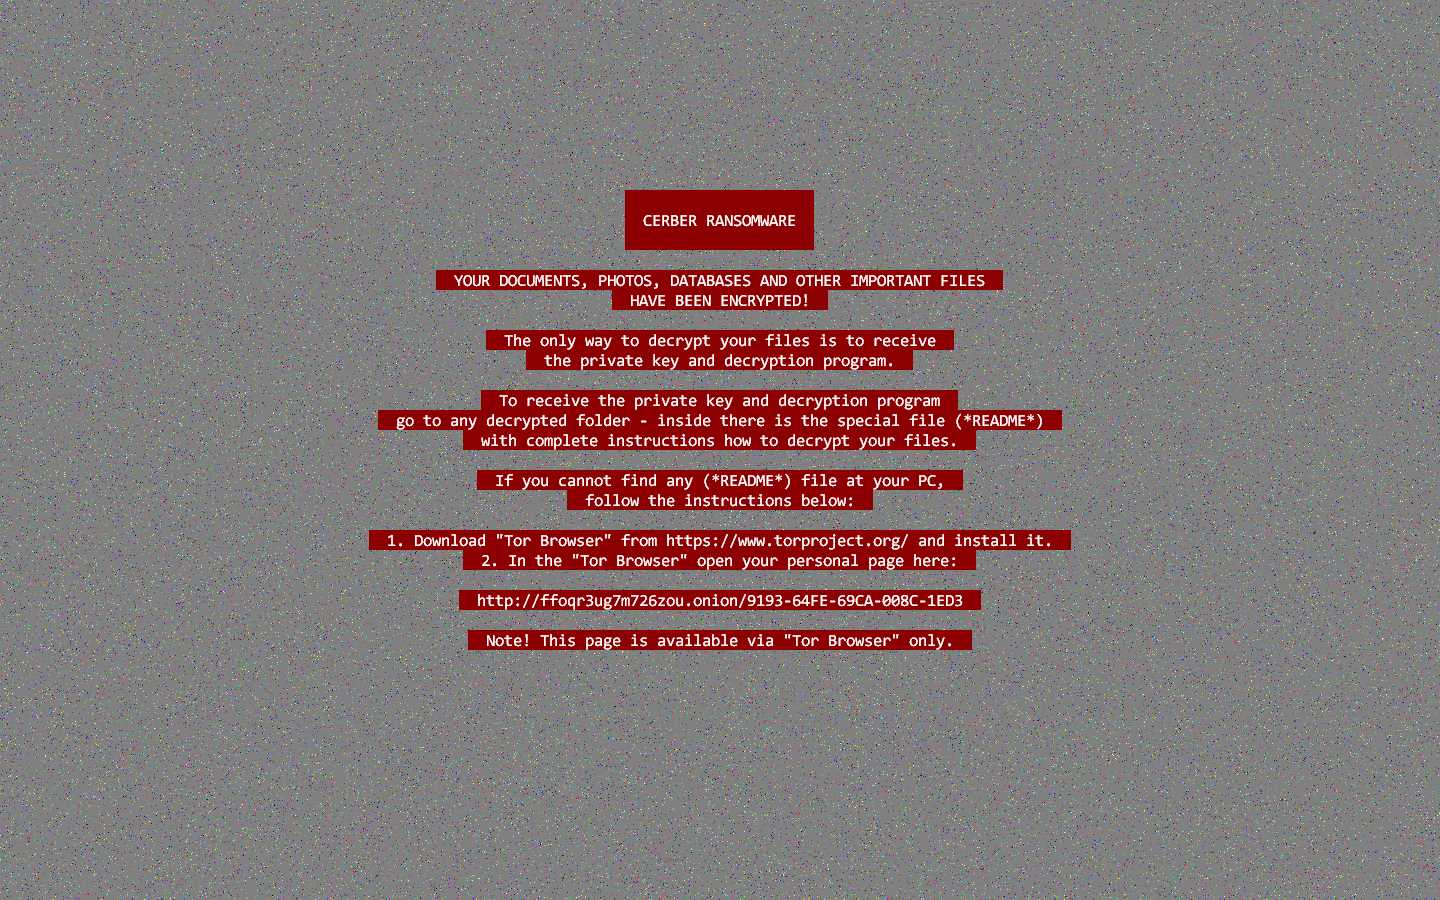 CERBER RANSOMWARE
YOUR DOCUMENTS, PHOTOS, DATABASES AND OTHER IMPORTANT FILES
HAVE BEEN ENCRYPTED!
The only way to decrypt your files is to receive
the private key and decryption program.
To receive the private key and decryption program
go to any decrypted folder - inside there is the special file (*README*)
with complete instructions how to decrypt your files.
If you cannot find any (*README*) file at your PC,
follow the instructions below:
1. Download "Tor Browser" from https://www.torproject.org/ and install it.
2. In the "Tor Browser" open your personal page here:
http://ffoqr3ug7m726zou.onion/9193-64FE-69CA-008C-1ED3
Note! This page is available via "Tor Browser" only.